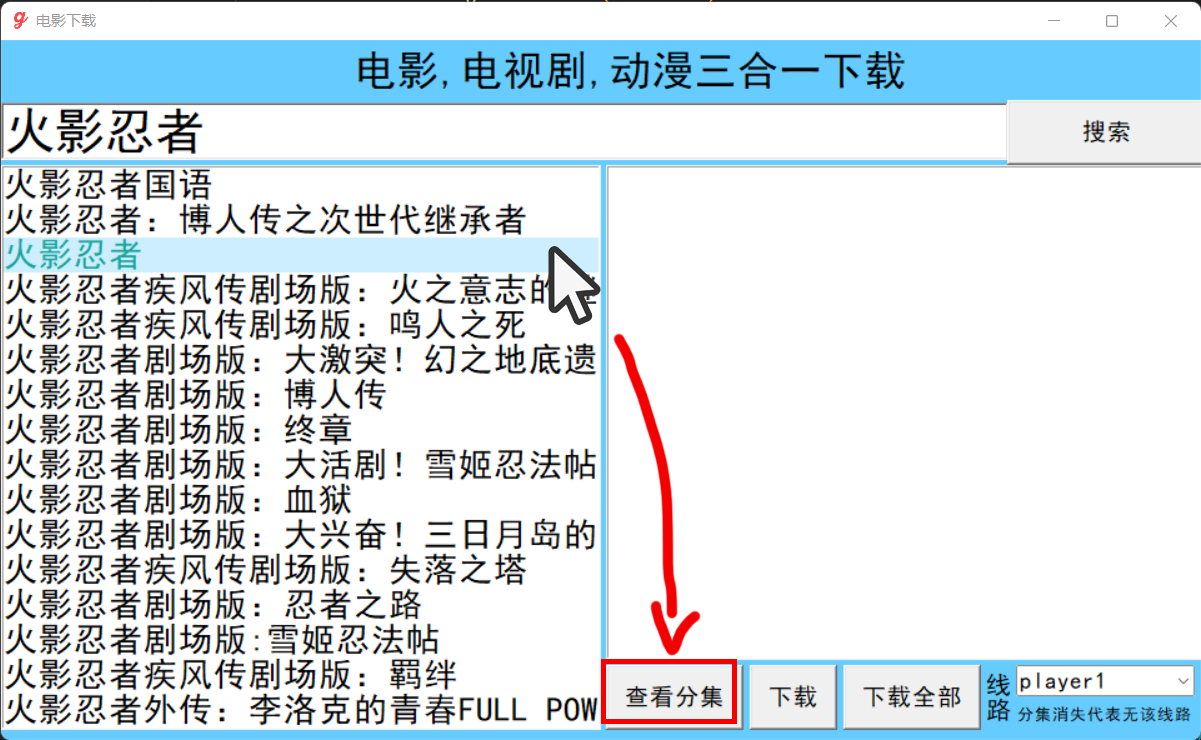 电影下载
电影,电视剧,动漫三合一下载
火影忍者
搜索
火影忍者国语
火影忍者：博人传之次世代继承者
火影忍者
火影忍者疾风传剧场版：火之意志的
火影忍者疾风传剧场版：鸣人之死
火影忍者剧场版：大激突！幻之地底遗
火影忍者剧场版：博人传
火影忍者剧场版：终章
火影忍者剧场版：大活剧！雪姬忍法帖
火影忍者剧场版：血狱
火影忍者剧场版：大兴奋！三日月岛的
火影忍者疾风传剧场版：失落之塔
火影忍者剧场版：忍者之路
火影忍者剧场版:雪姬忍法帖
火影忍者疾风传剧场版：羁绊
火影忍者外传：李洛克的青春FULL POW
查看分集
下载
下载全部
线路
player1
分集消失代表无该线路